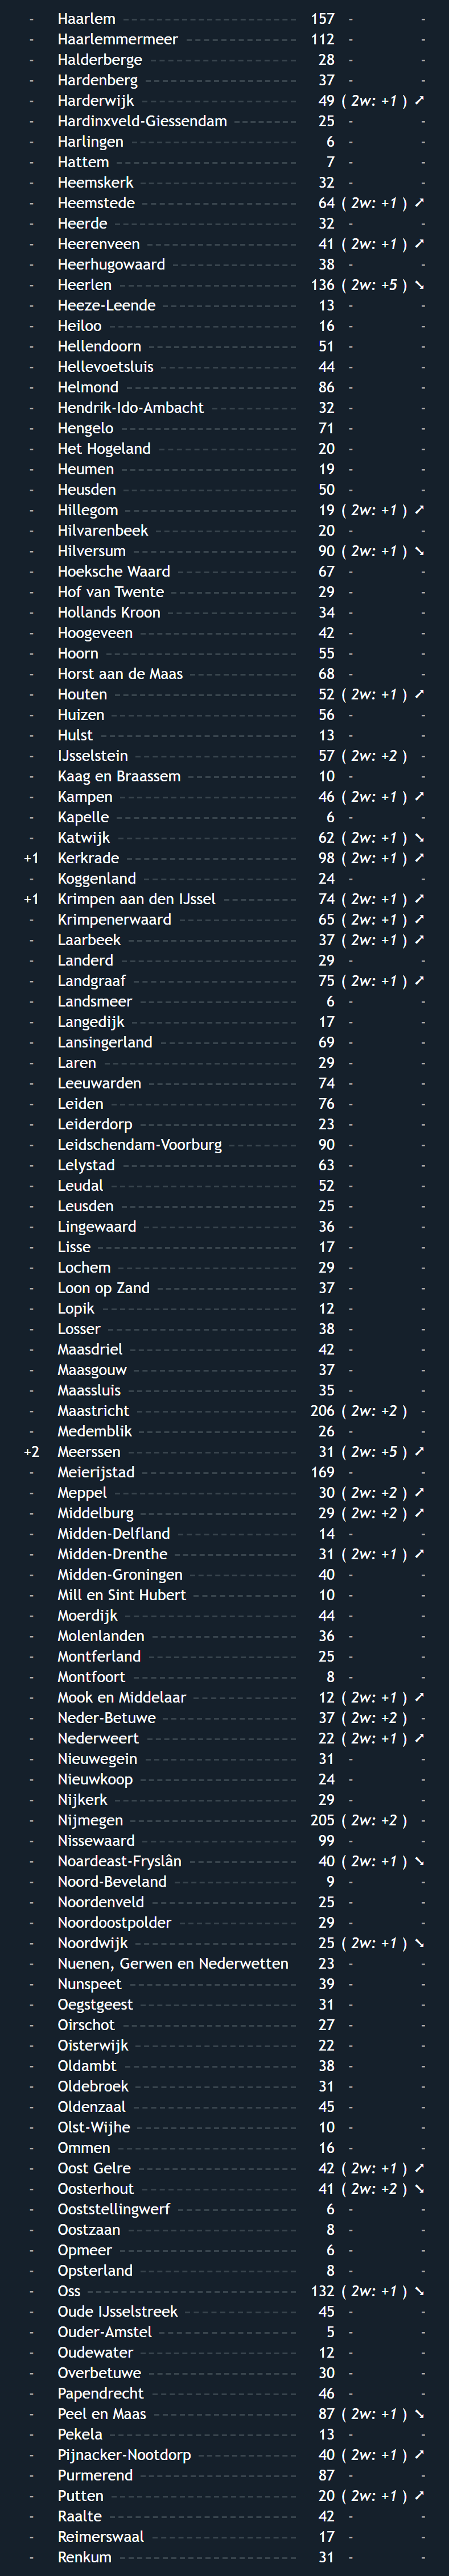 - Haarlem 157 - -
- Haarlemmermeer 112 - -
- Halderberge 28 - -
- Hardenberg 37 - -
- Harderwijk 49 ( 2w: +1 ) ➚
- Hardinxveld-Giessendam 25 - -
- Harlingen 6 - -
- Hattem 7 - -
- Heemskerk 32 - -
- Heemstede 64 ( 2w: +1 ) ➚
- Heerde 32 - -
- Heerenveen 41 ( 2w: +1 ) ➚
- Heerhugowaard 38 - -
- Heerlen 136 ( 2w: +5 ) ➘
- Heeze-Leende 13 - -
- Heiloo 16 - -
- Hellendoorn 51 - -
- Hellevoetsluis 44 - -
- Helmond 86 - -
- Hendrik-Ido-Ambacht 32 - -
- Hengelo 71 - -
- Het Hogeland 20 - -
- Heumen 19 - -
- Heusden 50 - -
- Hillegom 19 ( 2w: +1 ) ➚
- Hilvarenbeek 20 - -
- Hilversum 90 ( 2w: +1 ) ➘
- Hoeksche Waard 67 - -
- Hof van Twente 29 - -
- Hollands Kroon 34 - -
- Hoogeveen 42 - -
- Hoorn 55 - -
- Horst aan de Maas 68 - -
- Houten 52 ( 2w: +1 ) ➚
- Huizen 56 - -
- Hulst 13 - -
- IJsselstein 57 ( 2w: +2 ) -
- Kaag en Braassem 10 - -
- Kampen 46 ( 2w: +1 ) ➚
- Kapelle 6 - -
- Katwijk 62 ( 2w: +1 ) ➘
+1 Kerkrade 98 ( 2w: +1 ) ➚
- Koggenland 24 - -
+1 Krimpen aan den IJssel 74 ( 2w: +1 ) ➚
- Krimpenerwaard 65 ( 2w: +1 ) ➚
- Laarbeek 37 ( 2w: +1 ) ➚
- Landerd 29 - -
- Landgraaf 75 ( 2w: +1 ) ➚
- Landsmeer 6 - -
- Langedijk 17 - -
- Lansingerland 69 - -
- Laren 29 - -
- Leeuwarden 74 - -
- Leiden 76 - -
- Leiderdorp 23 - -
- Leidschendam-Voorburg 90 - -
- Lelystad 63 - -
- Leudal 52 - -
- Leusden 25 - -
- Lingewaard 36 - -
- Lisse 17 - -
- Lochem 29 - -
- Loon op Zand 37 - -
- Lopik 12 - -
- Losser 38 - -
- Maasdriel 42 - -
- Maasgouw 37 - -
- Maassluis 35 - -
- Maastricht 206 ( 2w: +2 ) -
- Medemblik 26 - -
+2 Meerssen 31 ( 2w: +5 ) ➚
- Meierijstad 169 - -
- Meppel 30 ( 2w: +2 ) ➚
- Middelburg 29 ( 2w: +2 ) ➚
- Midden-Delfland 14 - -
- Midden-Drenthe 31 ( 2w: +1 ) ➚
- Midden-Groningen 40 - -
- Mill en Sint Hubert 10 - -
- Moerdijk 44 - -
- Molenlanden 36 - -
- Montferland 25 - -
- Montfoort 8 - -
- Mook en Middelaar 12 ( 2w: +1 ) ➚
- Neder-Betuwe 37 ( 2w: +2 ) -
- Nederweert 22 ( 2w: +1 ) ➚
- Nieuwegein 31 - -
- Nieuwkoop 24 - -
- Nijkerk 29 - -
- Nijmegen 205 ( 2w: +2 ) -
- Nissewaard 99 - -
- Noardeast-Fryslân 40 ( 2w: +1 ) ➘
- Noord-Beveland 9 - -
- Noordenveld 25 - -
- Noordoostpolder 29 - -
- Noordwijk 25 ( 2w: +1 ) ➘
- Nuenen, Gerwen en Nederwetten 23 - -
- Nunspeet 39 - -
- Oegstgeest 31 - -
- Oirschot 27 - -
- Oisterwijk 22 - -
- Oldambt 38 - -
- Oldebroek 31 - -
- Oldenzaal 45 - -
- Olst-Wijhe 10 - -
- Ommen 16 - -
- Oost Gelre 42 ( 2w: +1 ) ➚
- Oosterhout 41 ( 2w: +2 ) ➘
- Ooststellingwerf 6 - -
- Oostzaan 8 - -
- Opmeer 6 - -
- Opsterland 8 - -
- Oss 132 ( 2w: +1 ) ➘
- Oude IJsselstreek 45 - -
- Ouder-Amstel 5 - -
- Oudewater 12 - -
- Overbetuwe 30 - -
- Papendrecht 46 - -
- Peel en Maas 87 ( 2w: +1 ) ➘
- Pekela 13 - -
- Pijnacker-Nootdorp 40 ( 2w: +1 ) ➚
- Purmerend 87 - -
- Putten 20 ( 2w: +1 ) ➚
- Raalte 42 - -
- Reimerswaal 17 - -
- Renkum 31 - -